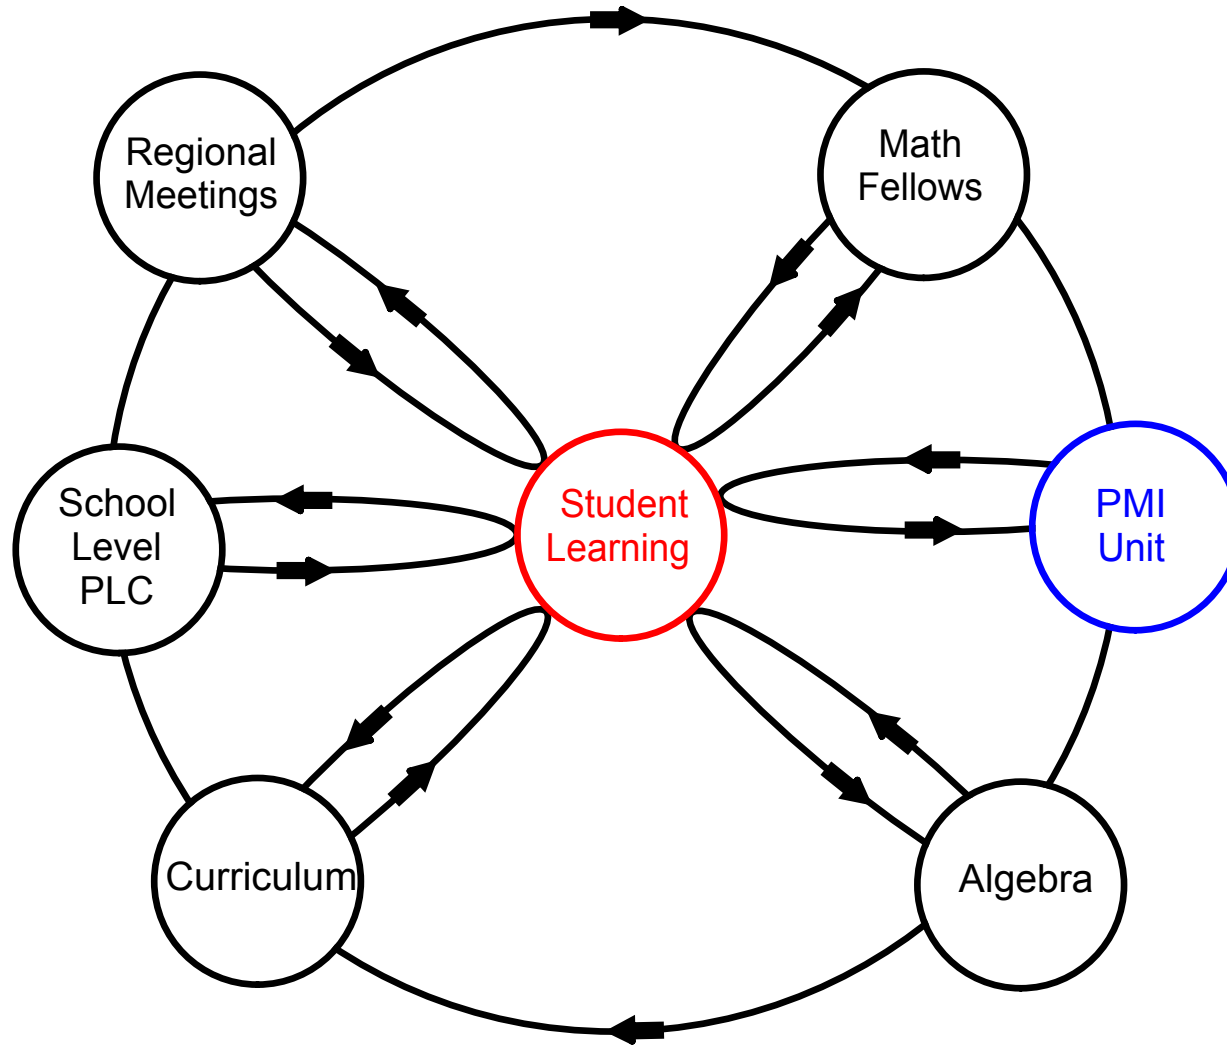 Regional
Meetings
Math
Fellows
School
Level
PLC
Student
Learning
PMI
Unit
Curriculum
Algebra